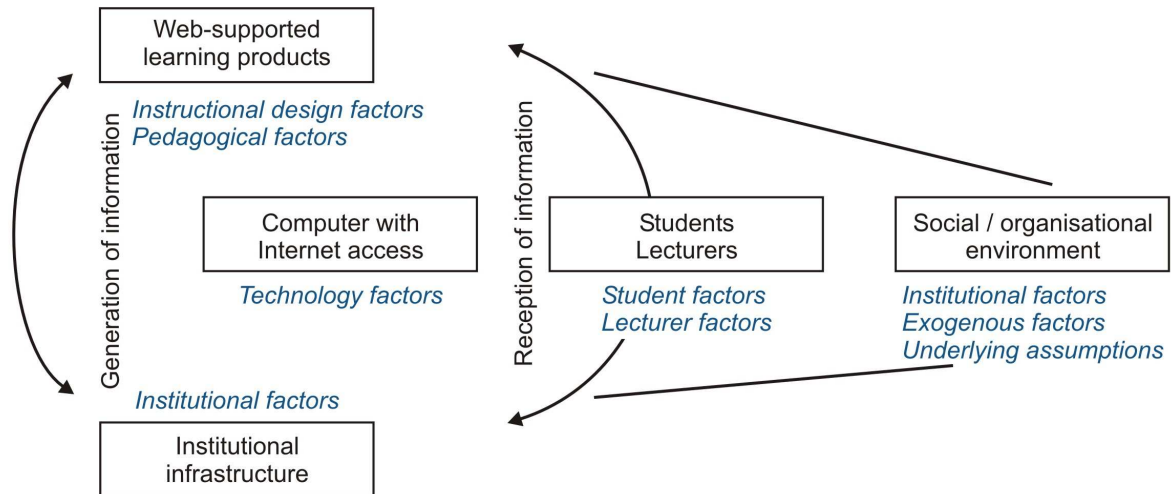 Web-supported
learning products
Instructional design factors
Pedagogical factors
Generation of information
Reception of information
Computer with
Internet access
Technology factors
Students
Lecturers
Student factors
Lecturer factors
Social / organisational
environment
Institutional factors
Exogenous factors
Underlying assumptions
Institutional factors
Institutional
infrastructure